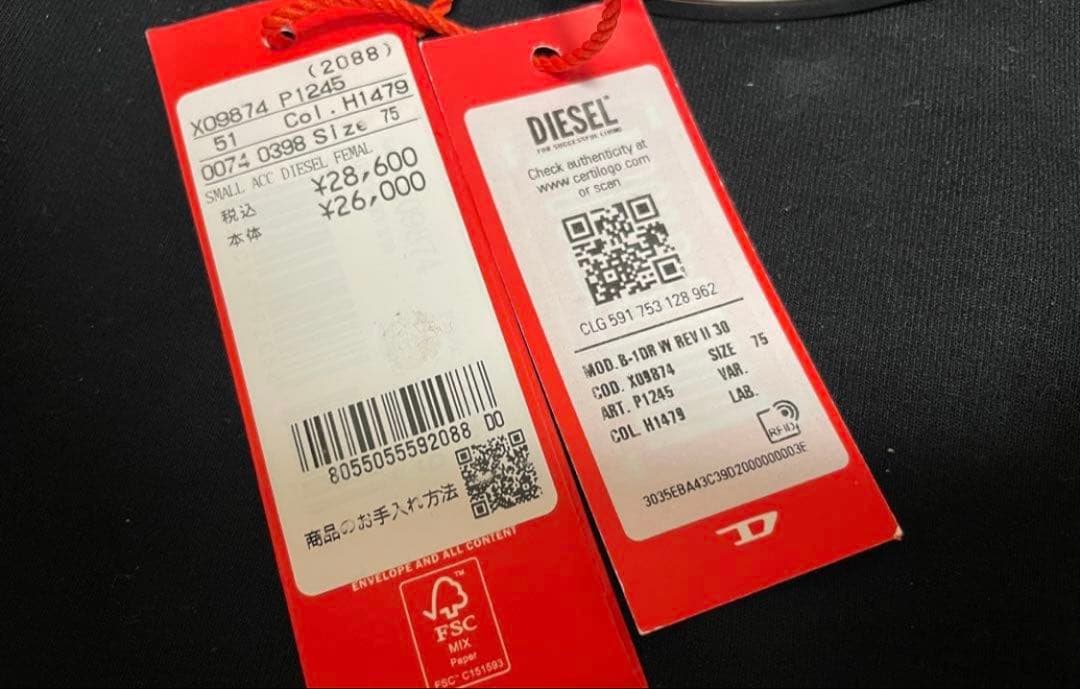 (2088)
X09874 P1245
51 Col. H1479
0074 0398 Size 75
SMALL ACC DIESEL FEMAL
税込 ¥28,600
本体 ¥26,000
8055055592088 DO
商品のお手入れ方法
ENVELOPE AND ALL CONTENT
FSC
MIX
Paper
FSC™ C151593
DIESEL™
FOR SUCCESSFUL LIVING
Check authenticity at
www.certilogo.com
or scan
CLG 591 753 128 962
MOD. B-1DR W REV II 30
COD. X09874 SIZE 75
ART. P1245 VAR.
COL. H1479 LAB.
RFID
3035EBA43C39D2000000003E
D